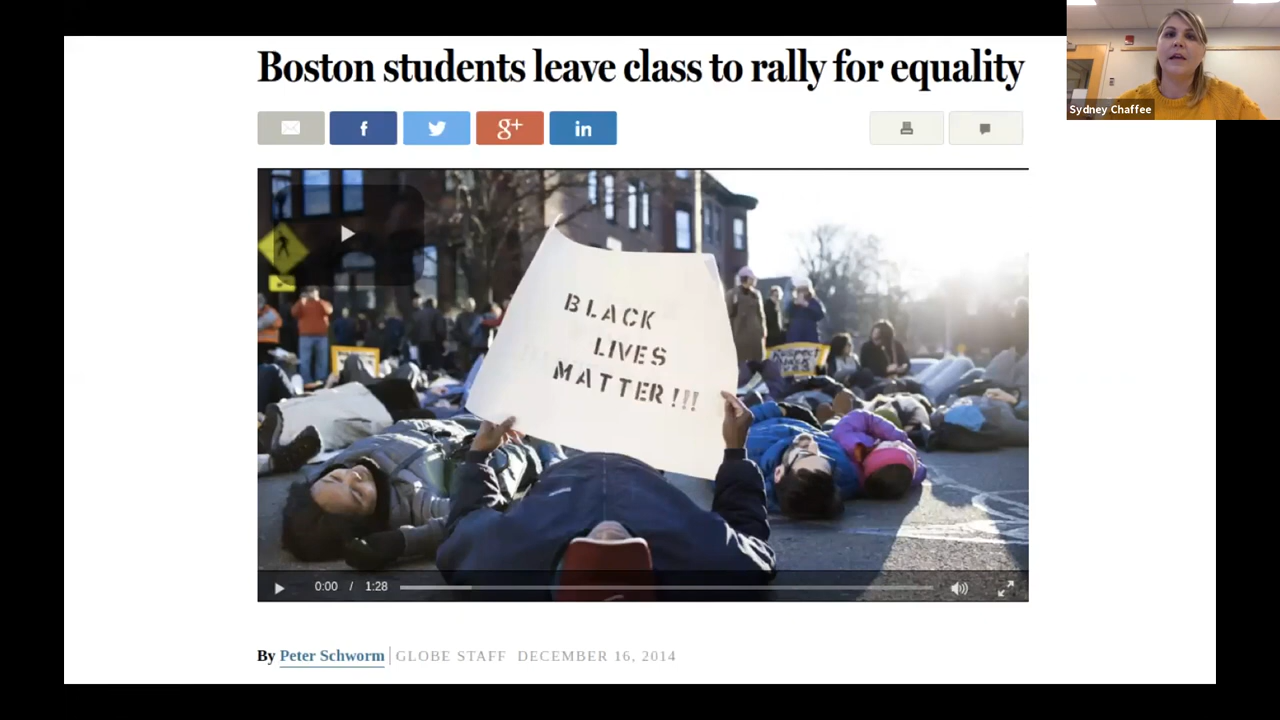 Boston students leave class to rally for equality
f
g+
in
Sydney Chaffee
BLACK
LIVES
MATTER!!!
0:00 / 1:28
By Peter Schworm | GLOBE STAFF DECEMBER 16, 2014